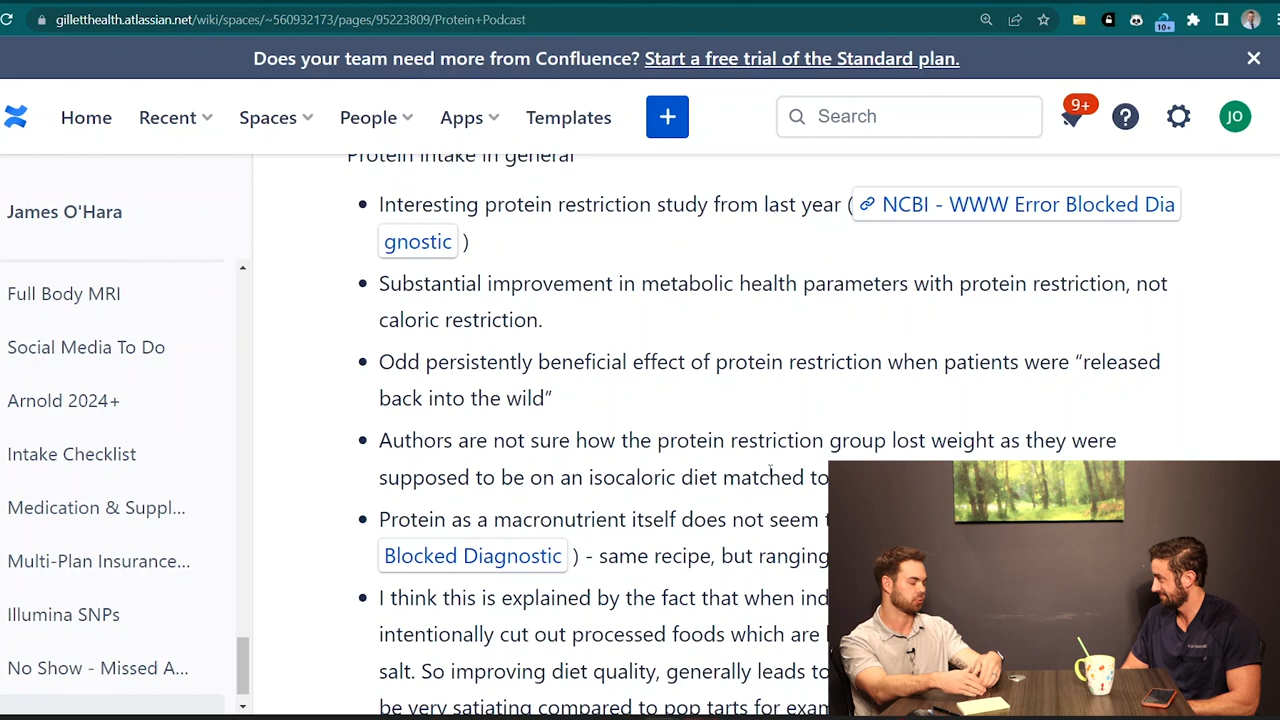 gilletthealth.atlassian.net/wiki/spaces/~560932173/pages/95223809/Protein+Podcast
10+
Does your team need more from Confluence? Start a free trial of the Standard plan.
Home Recent Spaces People Apps Templates + Search 9+ ? JO
Protein intake in general
James O'Hara
Full Body MRI
Social Media To Do
Arnold 2024+
Intake Checklist
Medication & Suppl...
Multi-Plan Insurance...
Illumina SNPs
No Show - Missed A...
• Interesting protein restriction study from last year ( NCBI - WWW Error Blocked Dia
gnostic )
• Substantial improvement in metabolic health parameters with protein restriction, not
caloric restriction.
• Odd persistently beneficial effect of protein restriction when patients were “released
back into the wild”
• Authors are not sure how the protein restriction group lost weight as they were
supposed to be on an isocaloric diet matched to
• Protein as a macronutrient itself does not seem
Blocked Diagnostic ) - same recipe, but ranging
• I think this is explained by the fact that when ind
intentionally cut out processed foods which are
salt. So improving diet quality, generally leads to
be very satiating compared to pop tarts for exam